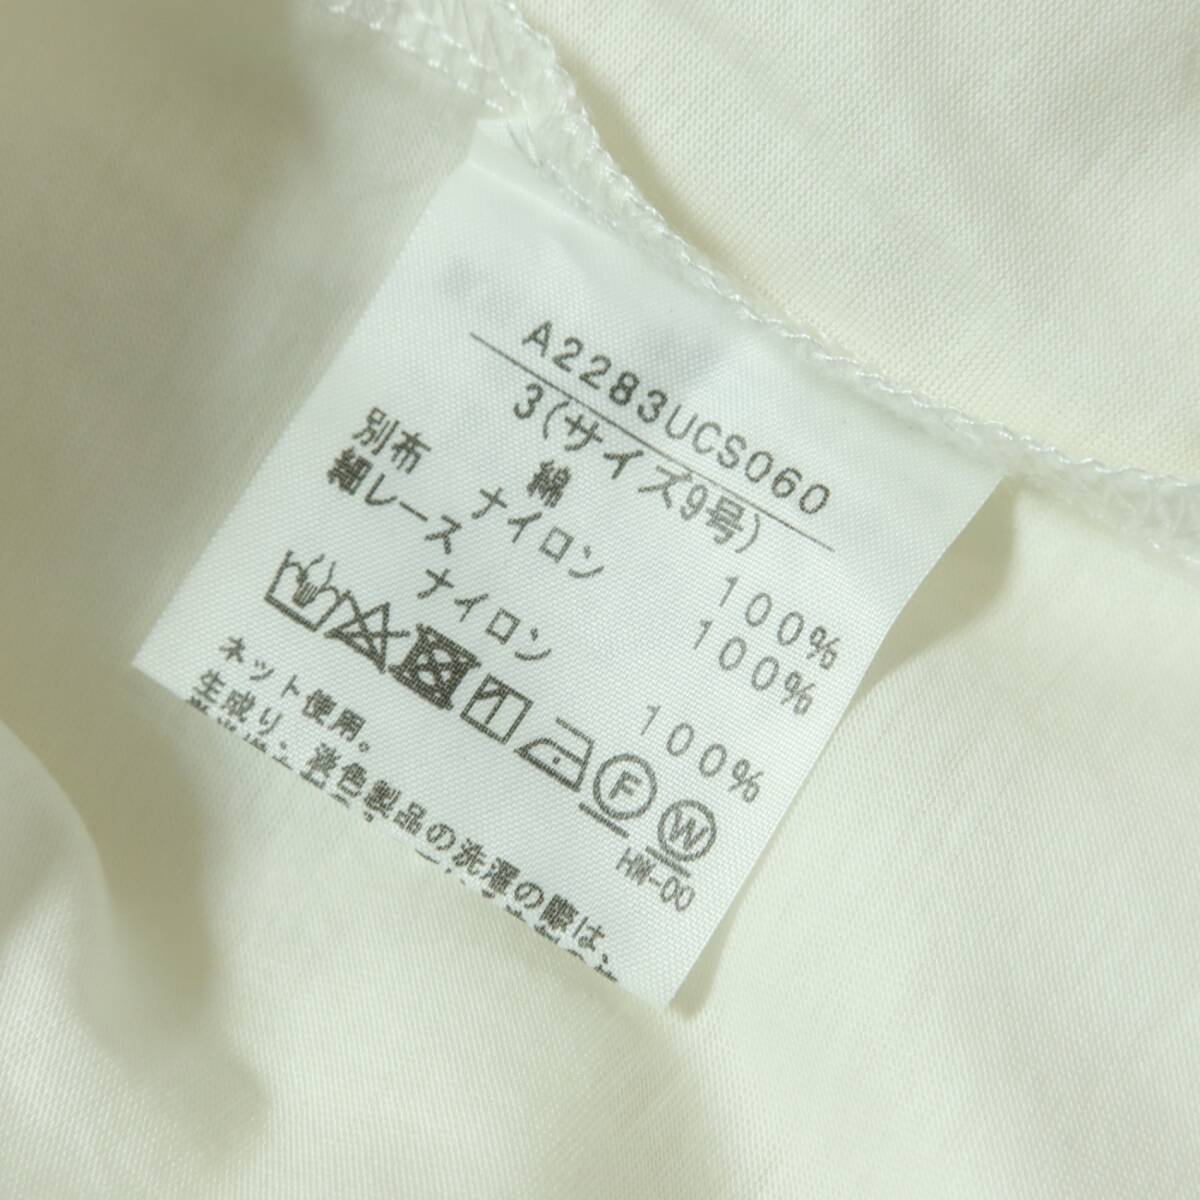 A2283UCS060
3(サイズ9号)
綿 100%
別布 ナイロン 100%
細レース
ナイロン 100%
F W
HM-00
ネット使用。
生成り、淡色製品の洗濯の際は、